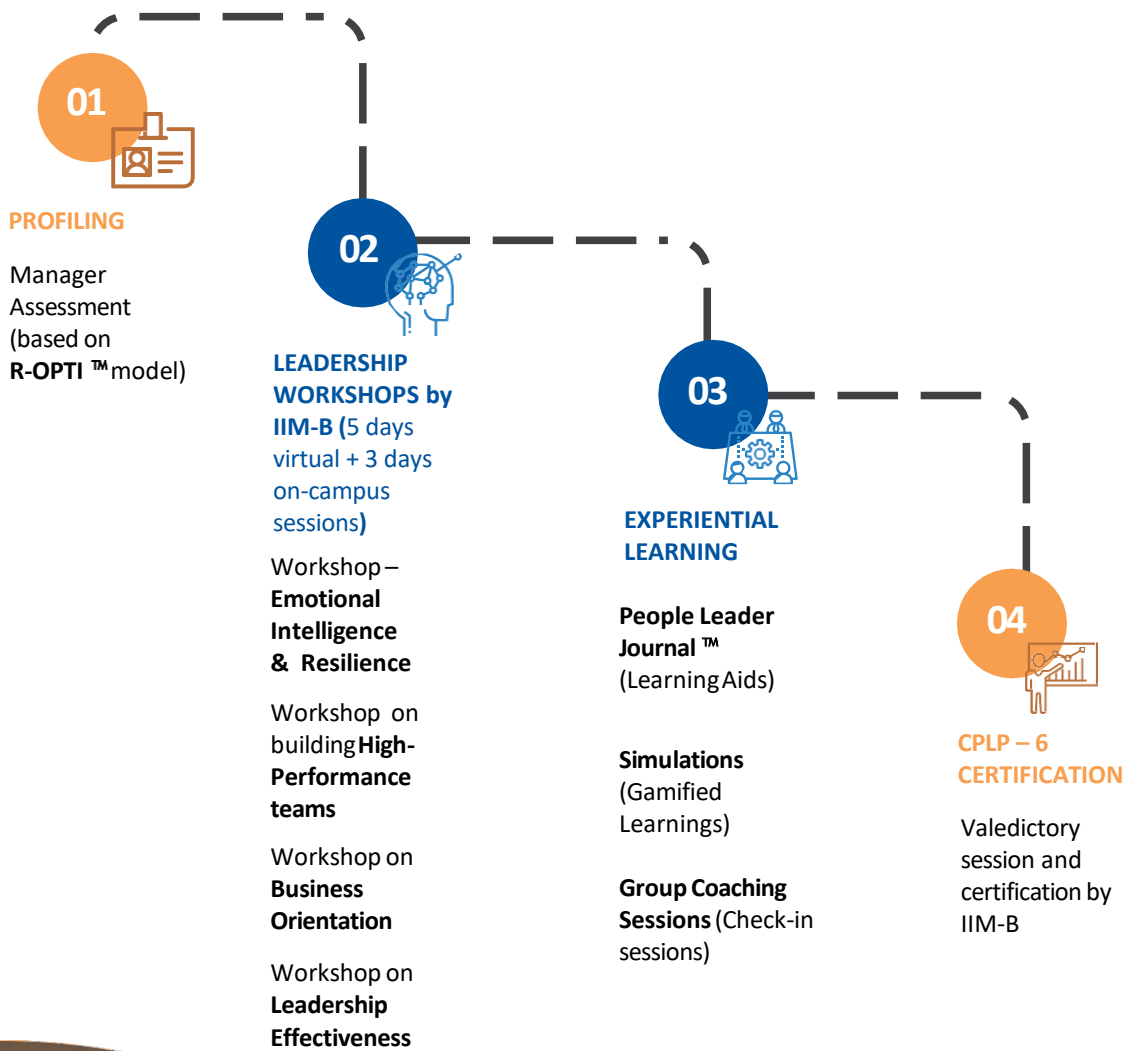 01
PROFILING
Manager
Assessment
(based on
R-OPTI ™ model)
02
LEADERSHIP
WORKSHOPS by
IIM-B (5 days
virtual + 3 days
on-campus
sessions)
Workshop –
Emotional
Intelligence
& Resilience
Workshop on
building High-
Performance
teams
Workshop on
Business
Orientation
Workshop on
Leadership
Effectiveness
03
EXPERIENTIAL
LEARNING
People Leader
Journal ™
(Learning Aids)
Simulations
(Gamified
Learnings)
Group Coaching
Sessions (Check-in
sessions)
04
CPLP – 6
CERTIFICATION
Valedictory
session and
certification by
IIM-B